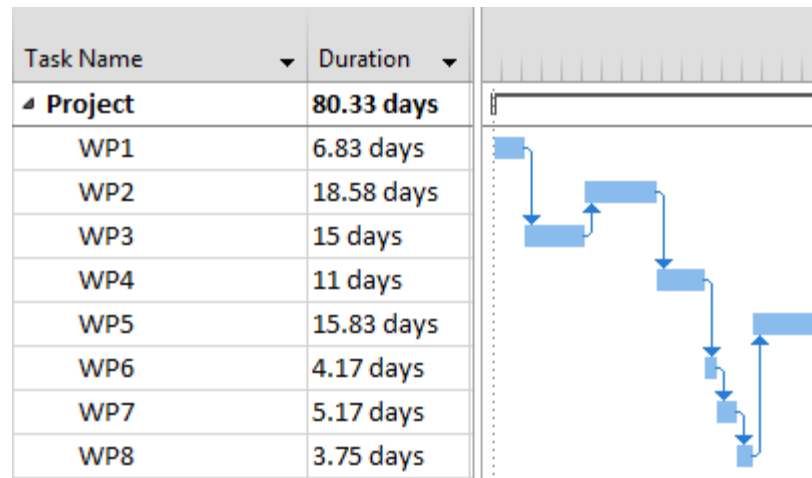 Task Name Duration
Project 80.33 days
WP1 6.83 days
WP2 18.58 days
WP3 15 days
WP4 11 days
WP5 15.83 days
WP6 4.17 days
WP7 5.17 days
WP8 3.75 days